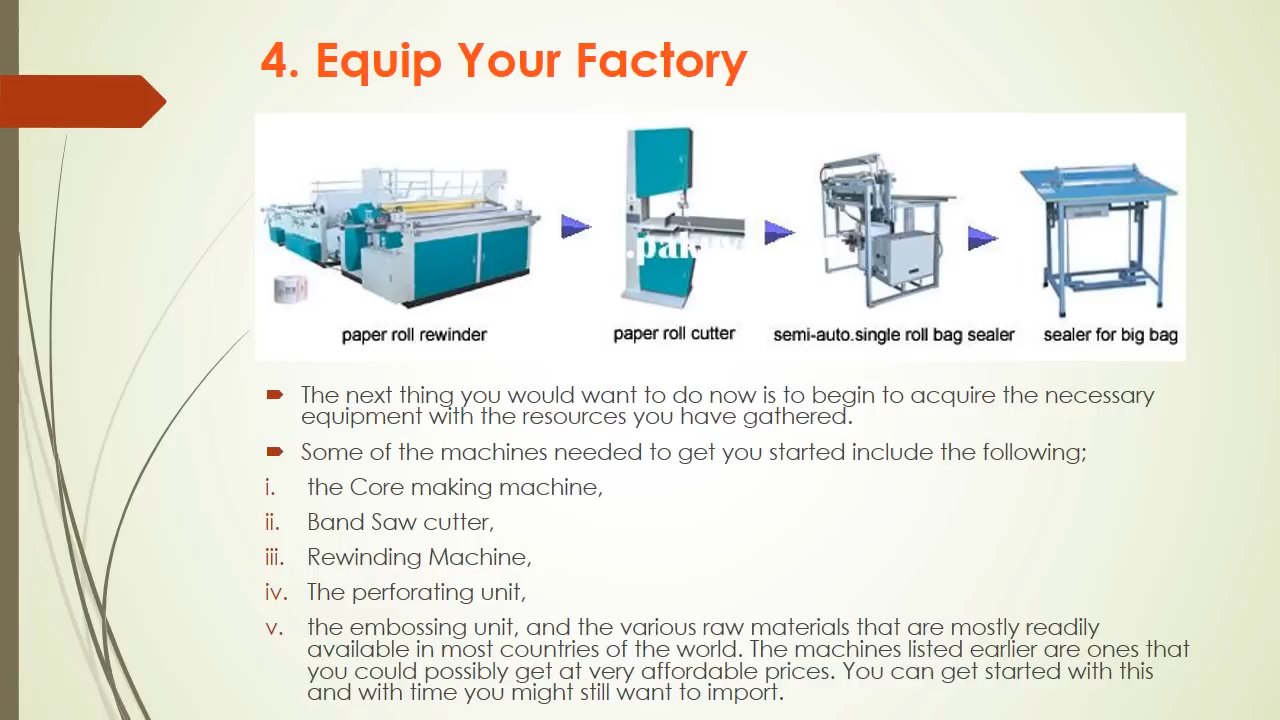 4. Equip Your Factory
.pak
paper roll rewinder
paper roll cutter
semi-auto.single roll bag sealer
sealer for big bag
The next thing you would want to do now is to begin to acquire the necessary
equipment with the resources you have gathered.
Some of the machines needed to get you started include the following;
i. the Core making machine,
ii. Band Saw cutter,
iii. Rewinding Machine,
iv. The perforating unit,
v. the embossing unit, and the various raw materials that are mostly readily
available in most countries of the world. The machines listed earlier are ones that
you could possibly get at very affordable prices. You can get started with this
and with time you might still want to import.